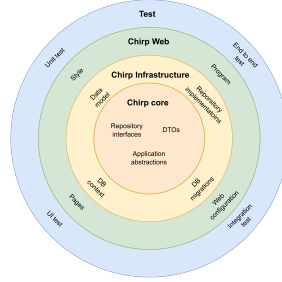 Test
Chirp Web
Chirp Infrastructure
Chirp core
Repository
interfaces
DTOs
Application
abstractions
Data
model
Repository
implementations
DB
context
DB
migrations
Style
Program
Pages
Web
configuration
Unit test
End to end
test
UI test
Integration
test